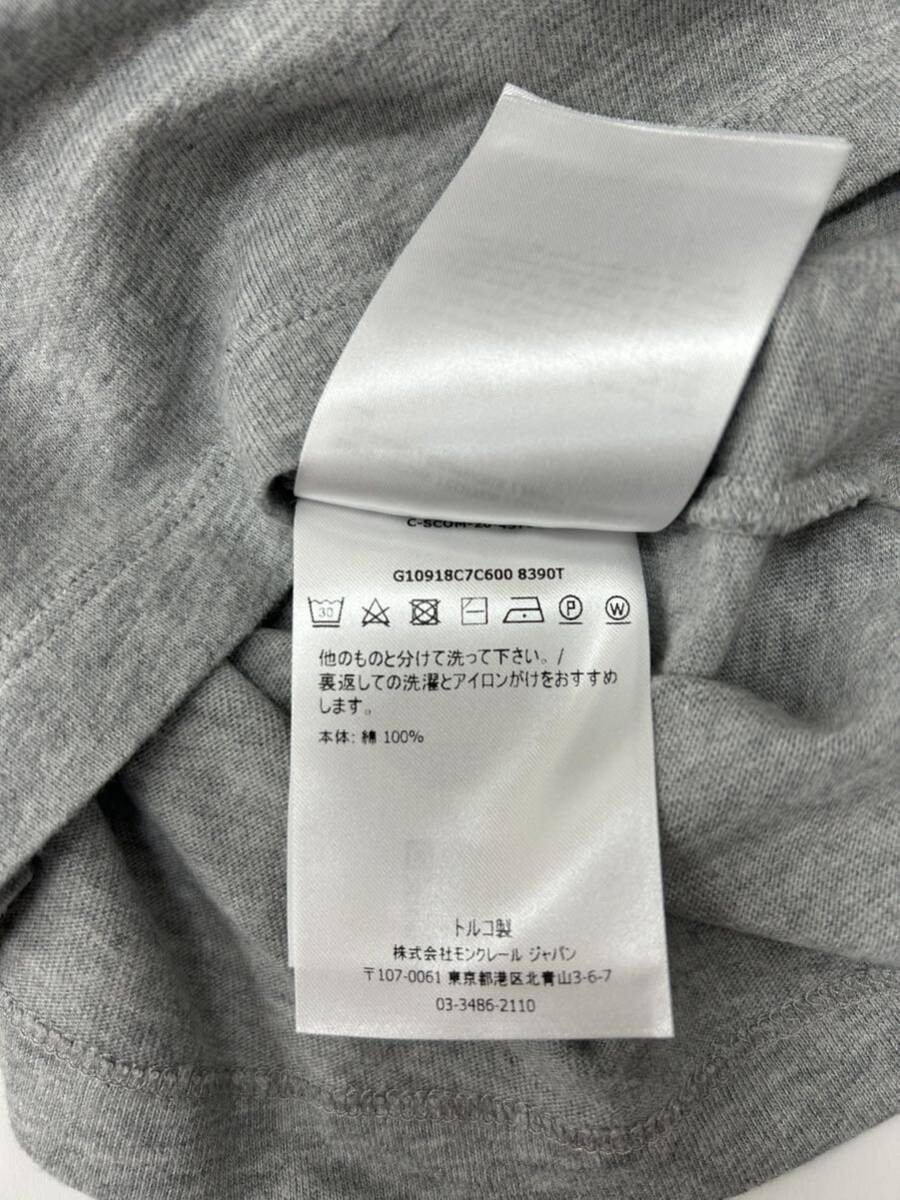 G10918C7C600 8390T
30
P
W
他のものと分けて洗って下さい。/
裏返しての洗濯とアイロンがけをおすすめ
します。
本体: 綿 100%
トルコ製
株式会社モンクレール ジャパン
〒107-0061 東京都港区北青山3-6-7
03-3486-2110